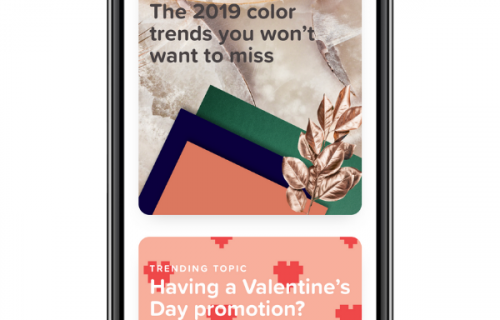 The 2019 color
trends you won’t
want to miss
TRENDING TOPIC
Having a Valentine’s
Day promotion?